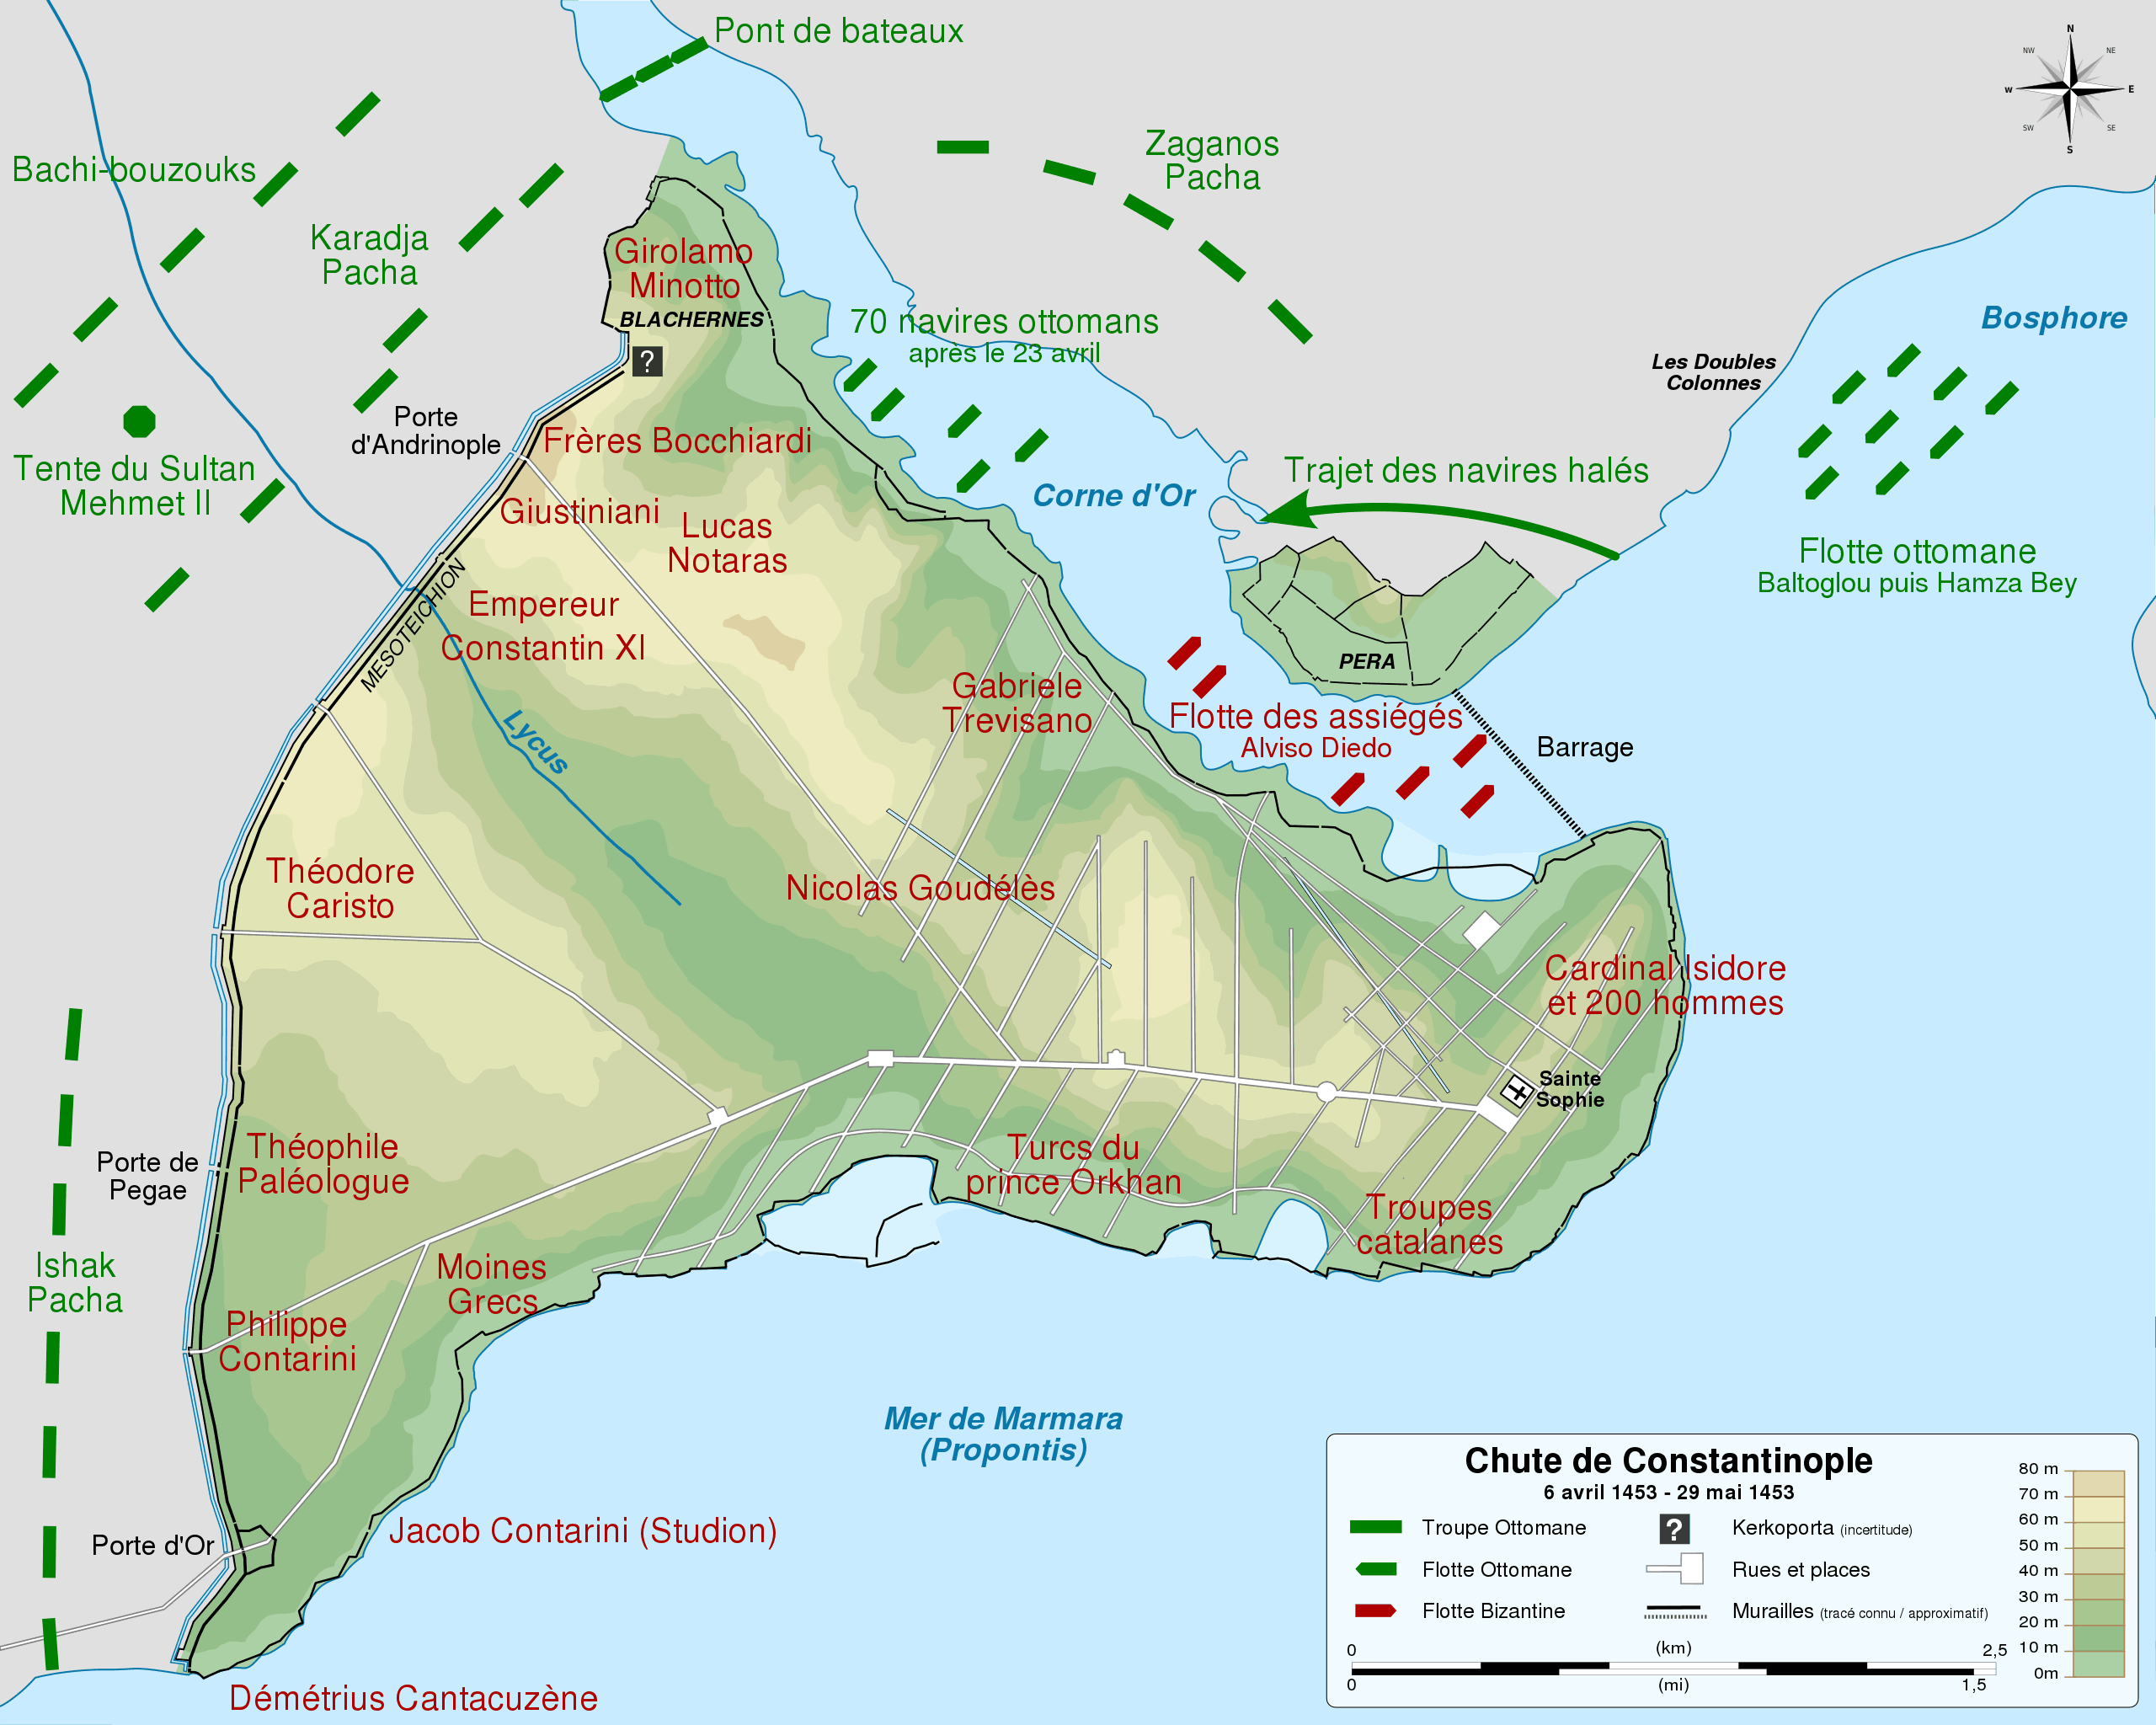 Pont de bateaux
N
NW
NE
W
E
SW
SE
S
Bachi-bouzouks
Zaganos
Pacha
Karadja
Pacha
Girolamo
Minotto
BLACHERNES
?
70 navires ottomans
après le 23 avril
Bosphore
Les Doubles
Colonnes
Porte
d'Andrinople
Frères Bocchiardi
Tente du Sultan
Mehmet II
Trajet des navires halés
Corne d'Or
Giustiniani
Lucas
Notaras
Flotte ottomane
Baltoglou puis Hamza Bey
MESOTEICHION
Empereur
Constantin XI
PERA
Gabriele
Trevisano
Flotte des assiégés
Alviso Diedo
Barrage
Lycus
Théodore
Caristo
Nicolas Goudélès
Cardinal Isidore
et 200 hommes
Sainte
Sophie
Porte de
Pegae
Théophile
Paléologue
Turcs du
prince Orkhan
Troupes
catalanes
Ishak
Pacha
Moines
Grecs
Philippe
Contarini
Mer de Marmara
(Propontis)
Jacob Contarini (Studion)
Porte d'Or
Démétrius Cantacuzène
Chute de Constantinople
6 avril 1453 - 29 mai 1453
Troupe Ottomane
Flotte Ottomane
Flotte Bizantine
? Kerkoporta (incertitude)
Rues et places
Murailles (tracé connu / approximatif)
0 (km) 2,5
0 (mi) 1,5
80 m
70 m
60 m
50 m
40 m
30 m
20 m
10 m
0m